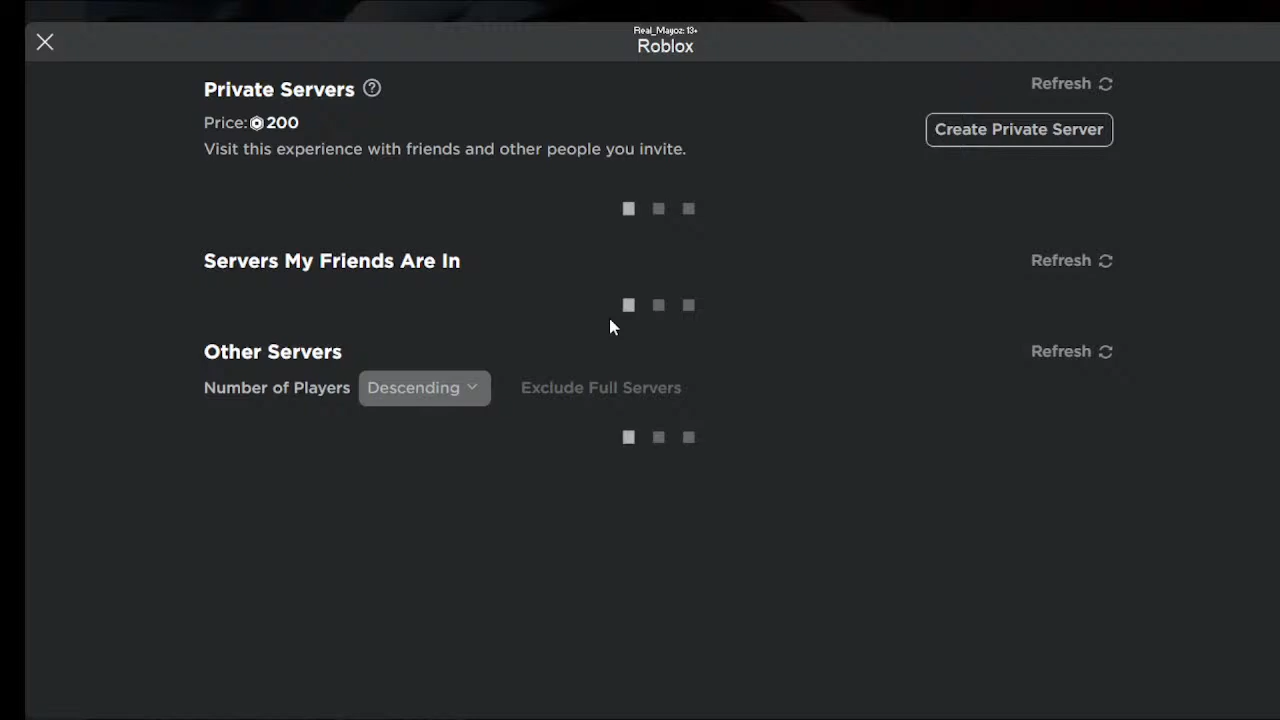 Real_Mayoz: 13+
Roblox
Private Servers
Refresh
Price: 200
Create Private Server
Visit this experience with friends and other people you invite.
Servers My Friends Are In
Refresh
Other Servers
Refresh
Number of Players Descending Exclude Full Servers